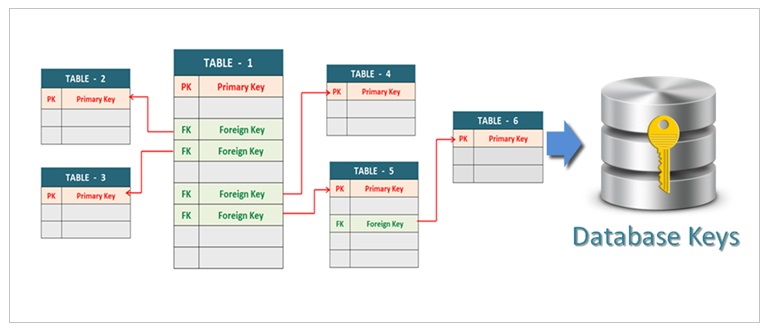 TABLE - 2
PK Primary Key
TABLE - 3
PK Primary Key
TABLE - 1
PK Primary Key
FK Foreign Key
FK Foreign Key
FK Foreign Key
FK Foreign Key
TABLE - 4
PK Primary Key
TABLE - 5
PK Primary Key
FK Foreign Key
TABLE - 6
PK Primary Key
Database Keys